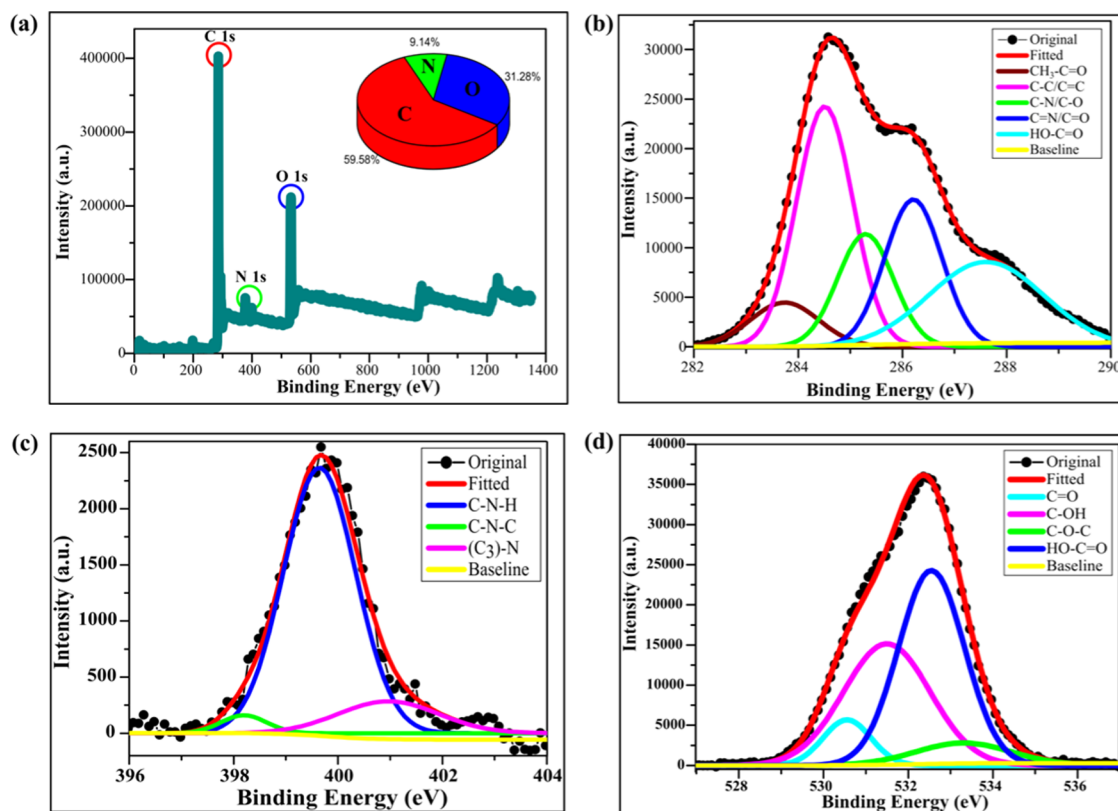 (a)
C 1s
N 1s
O 1s
9.14%
31.28%
59.58%
N
O
C
400000
300000
200000
100000
0
0 200 400 600 800 1000 1200 1400
Intensity (a.u.)
Binding Energy (eV)
(b)
Original
Fitted
CH3-C=O
C-C/C=C
C-N/C-O
C=N/C=O
HO-C=O
Baseline
30000
25000
20000
15000
10000
5000
0
282 284 286 288 290
Intensity (a.u.)
Binding Energy (eV)
(c)
Original
Fitted
C-N-H
C-N-C
(C3)-N
Baseline
2500
2000
1500
1000
500
0
396 398 400 402 404
Intensity (a.u.)
Binding Energy (eV)
(d)
Original
Fitted
C=O
C-OH
C-O-C
HO-C=O
Baseline
40000
35000
30000
25000
20000
15000
10000
5000
0
528 530 532 534 536
Intensity (a.u.)
Binding Energy (eV)